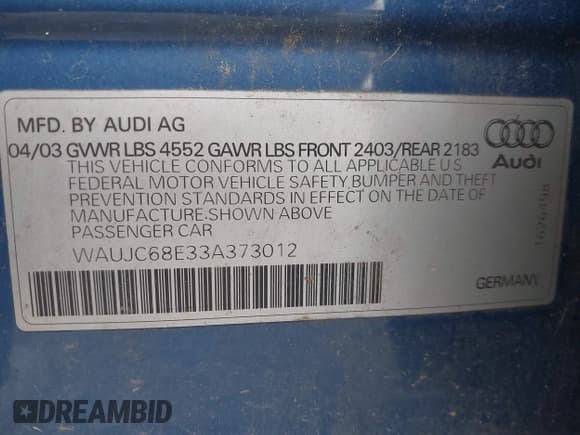 MFD. BY AUDI AG
04/03 GVWR LBS 4552 GAWR LBS FRONT 2403/REAR 2183
THIS VEHICLE CONFORMS TO ALL APPLICABLE U S
FEDERAL MOTOR VEHICLE SAFETY,BUMPER AND THEFT
PREVENTION STANDARDS IN EFFECT ON THE DATE OF
MANUFACTURE SHOWN ABOVE
PASSENGER CAR
WAUJC68E33A373012
Audi
1626498
GERMANY
DREAMBID